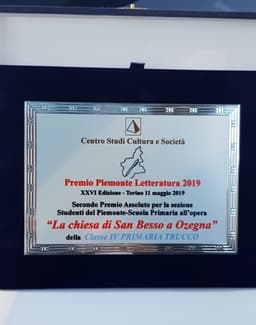 Centro Studi Cultura e Società
Premio Piemonte Letteratura 2019
XXVI Edizione - Torino 11 maggio 2019
Secondo Premio Assoluto per la sezione
Studenti del Piemonte-Scuola Primaria all'opera
"La chiesa di San Besso a Ozegna"
della Classe IV PRIMARIA TRUCCO